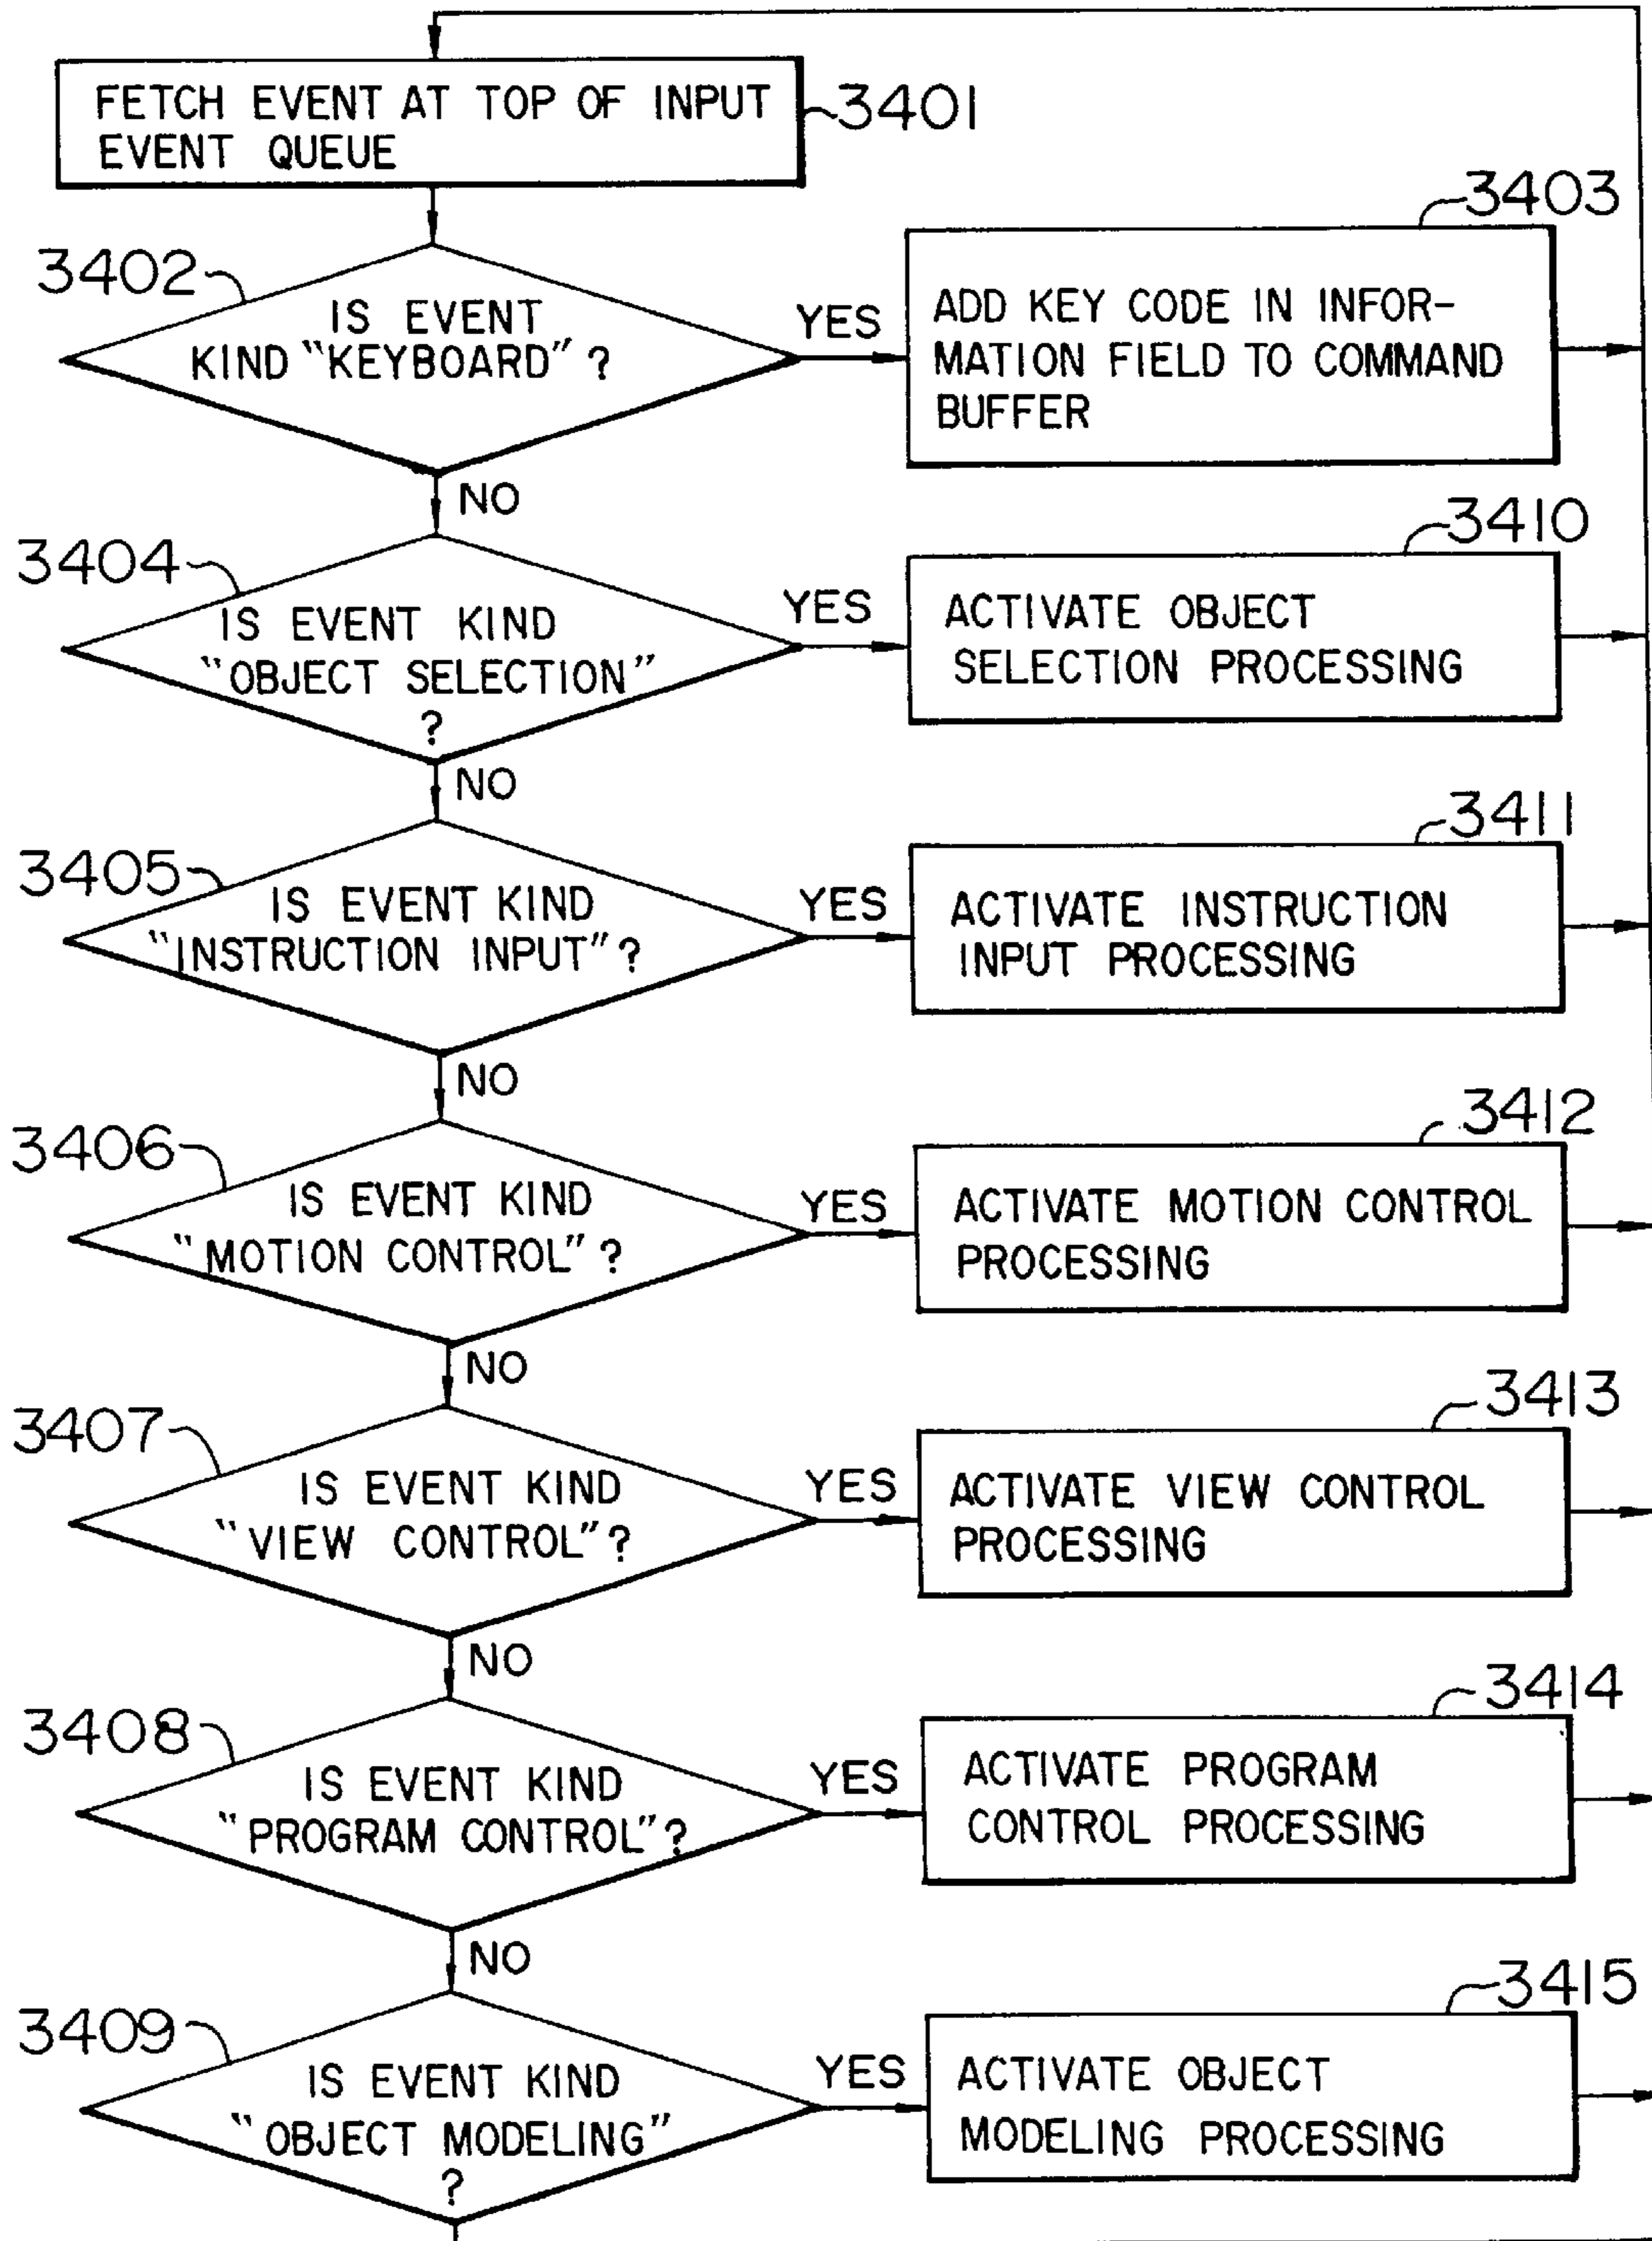 FETCH EVENT AT TOP OF INPUT
EVENT QUEUE
3401
3402
IS EVENT
KIND "KEYBOARD" ?
YES
3403
ADD KEY CODE IN INFOR-
MATION FIELD TO COMMAND
BUFFER
NO
3404
IS EVENT KIND
"OBJECT SELECTION"
?
YES
3410
ACTIVATE OBJECT
SELECTION PROCESSING
NO
3405
IS EVENT KIND
"INSTRUCTION INPUT" ?
YES
3411
ACTIVATE INSTRUCTION
INPUT PROCESSING
NO
3406
IS EVENT KIND
"MOTION CONTROL" ?
YES
3412
ACTIVATE MOTION CONTROL
PROCESSING
NO
3407
IS EVENT KIND
"VIEW CONTROL" ?
YES
3413
ACTIVATE VIEW CONTROL
PROCESSING
NO
3408
IS EVENT KIND
"PROGRAM CONTROL" ?
YES
3414
ACTIVATE PROGRAM
CONTROL PROCESSING
NO
3409
IS EVENT KIND
"OBJECT MODELING"
?
YES
3415
ACTIVATE OBJECT
MODELING PROCESSING